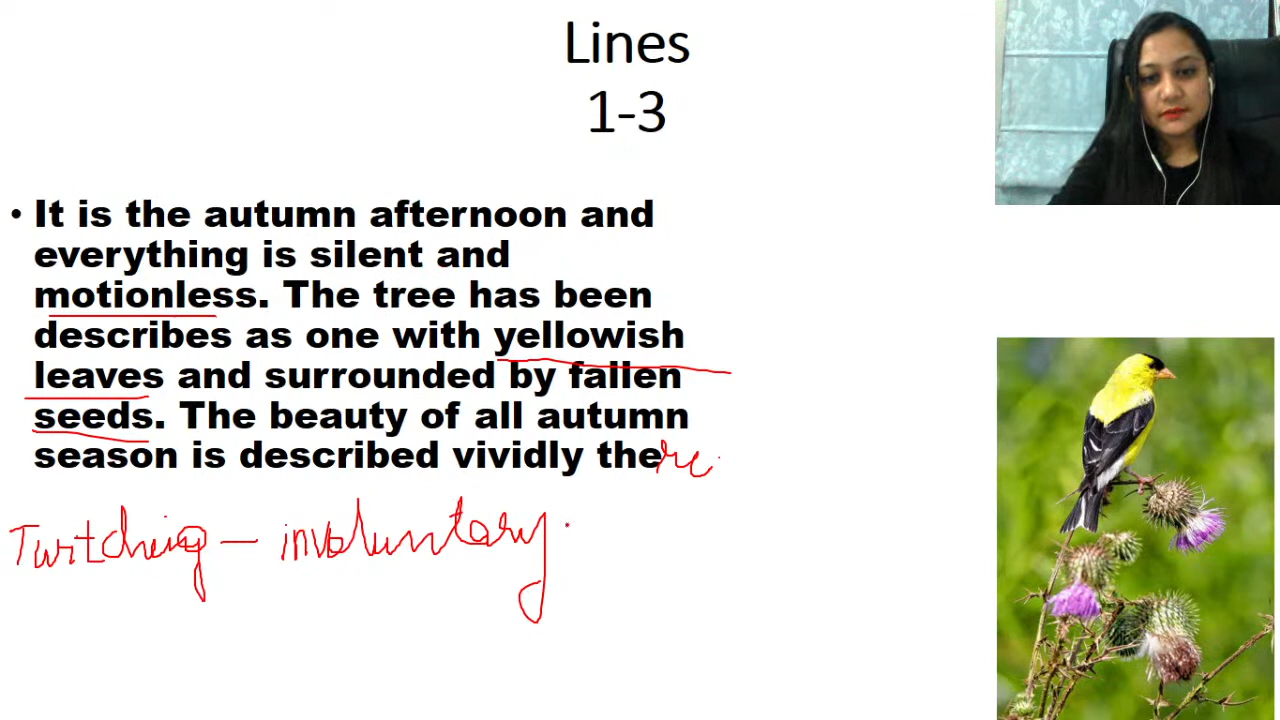 Lines
1-3
• It is the autumn afternoon and
everything is silent and
motionless. The tree has been
describes as one with yellowish
leaves and surrounded by fallen
seeds. The beauty of all autumn
season is described vividly there
Twitching - involuntary